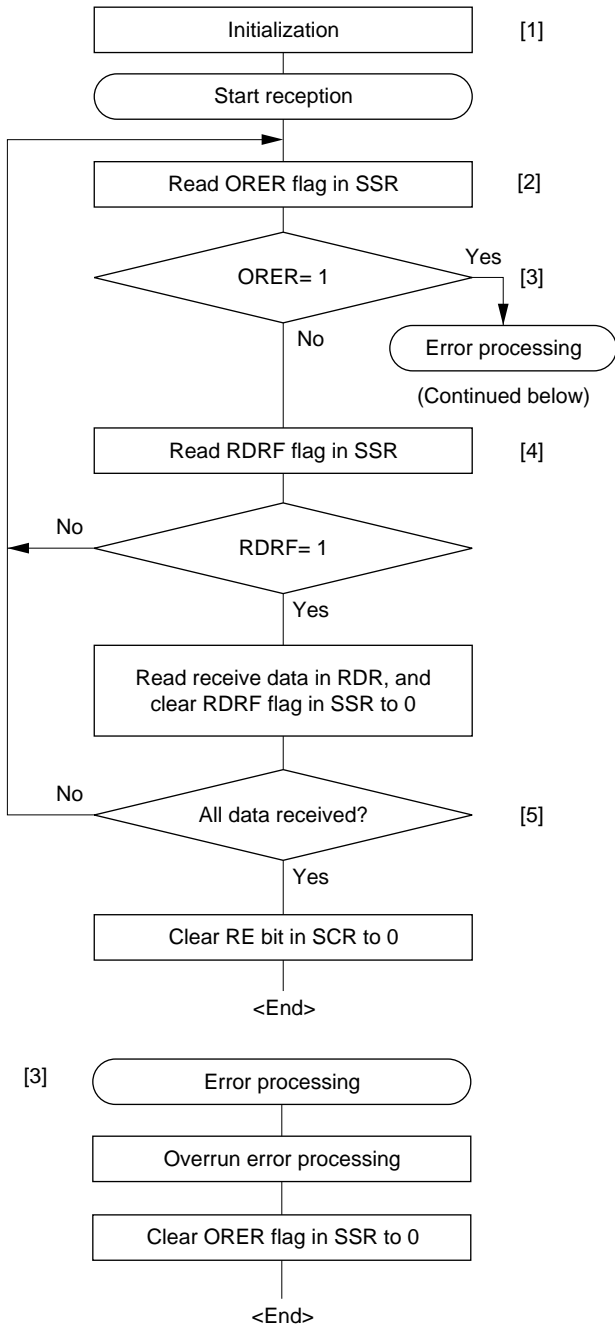 Initialization
[1]
Start reception
Read ORER flag in SSR
[2]
Yes
ORER= 1
[3]
No
Error processing
(Continued below)
Read RDRF flag in SSR
[4]
No
RDRF= 1
Yes
Read receive data in RDR, and
clear RDRF flag in SSR to 0
No
All data received?
[5]
Yes
Clear RE bit in SCR to 0
<End>
[3]
Error processing
Overrun error processing
Clear ORER flag in SSR to 0
<End>